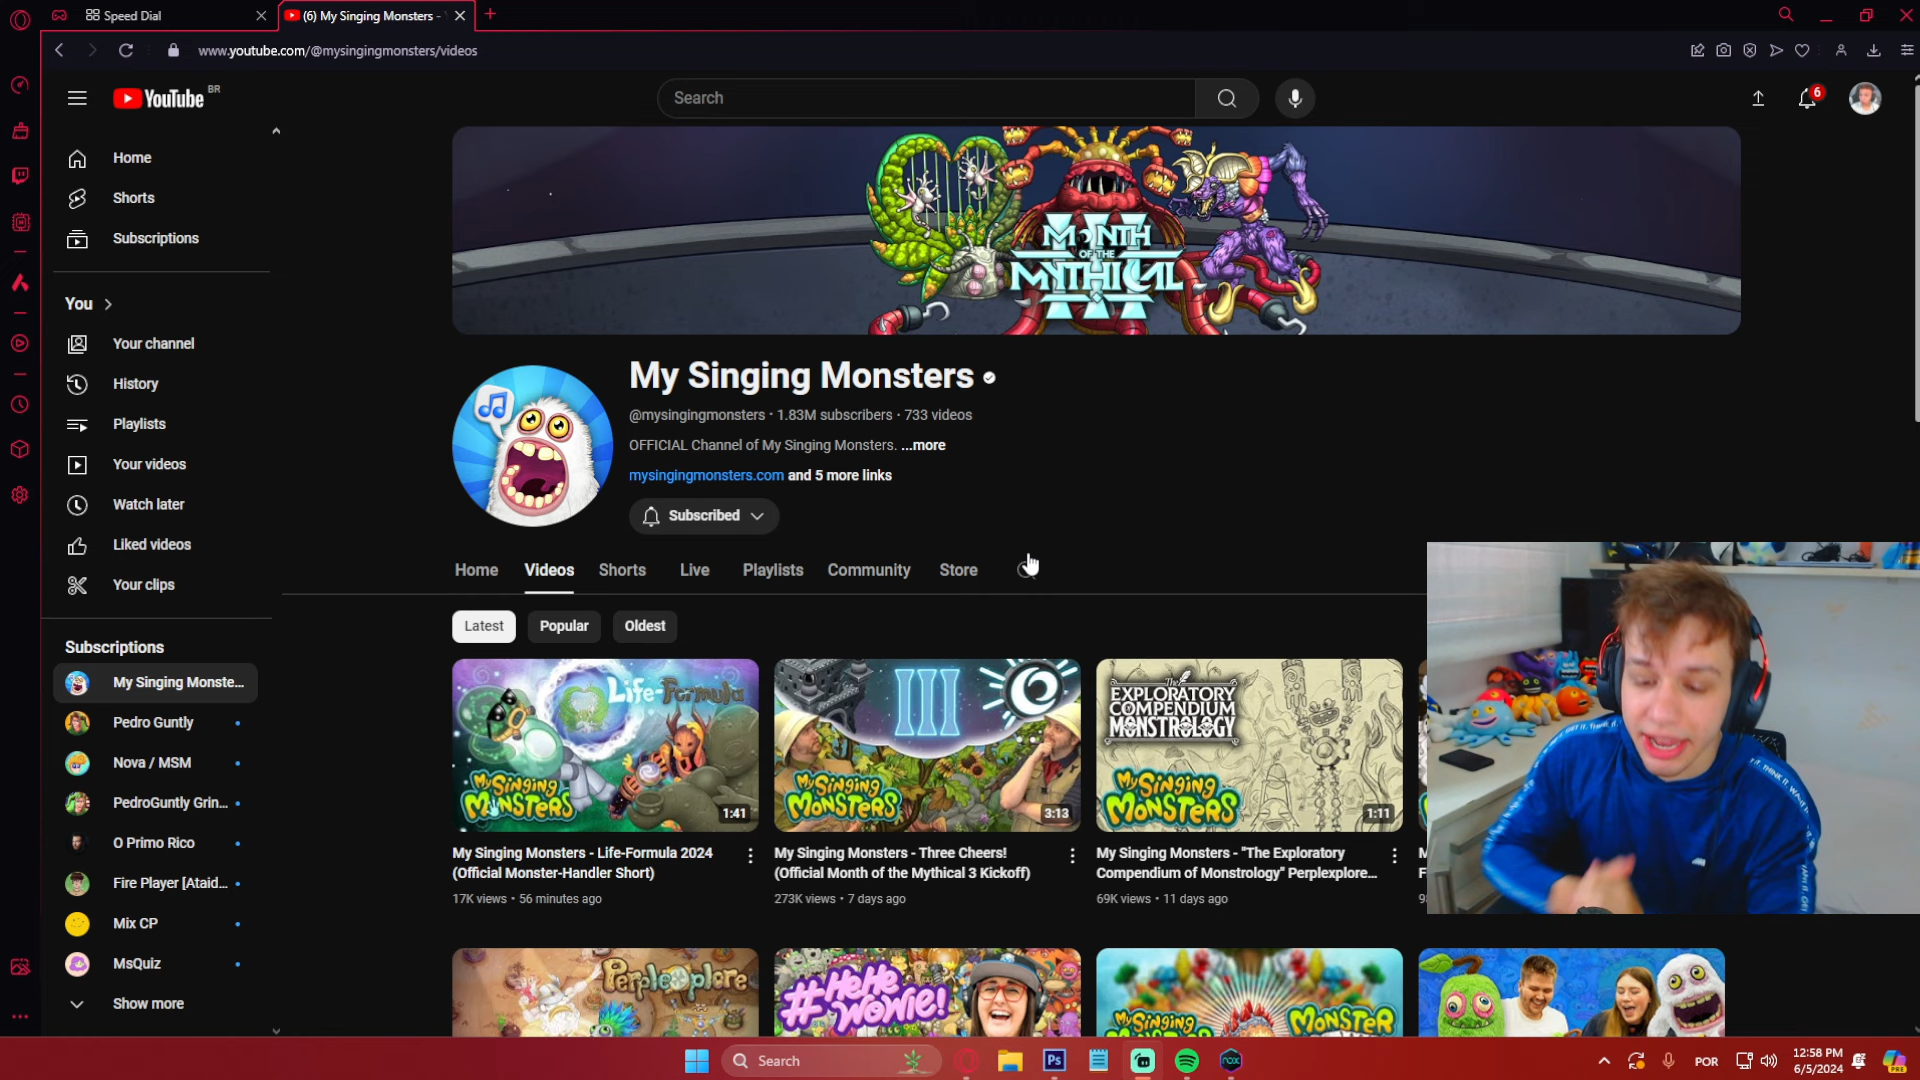 Speed Dial
(6) My Singing Monsters -
www.youtube.com/@mysingingmonsters/videos
YouTube BR
Search
6
Home
Shorts
Subscriptions
You
Your channel
History
Playlists
Your videos
Watch later
Liked videos
Your clips
Subscriptions
My Singing Monste...
Pedro Guntly
Nova / MSM
PedroGuntly Grin...
O Primo Rico
Fire Player [Ataid...
Mix CP
MsQuiz
Show more
MONTH
OF THE
MYTHICAL
My Singing Monsters
@mysingingmonsters • 1.83M subscribers • 733 videos
OFFICIAL Channel of My Singing Monsters. ...more
mysingingmonsters.com and 5 more links
Subscribed
Home Videos Shorts Live Playlists Community Store
Latest Popular Oldest
Life-Formula
My Singing
Monsters
1:41
My Singing Monsters - Life-Formula 2024
(Official Monster-Handler Short)
17K views • 56 minutes ago
III
My Singing
Monsters
3:13
My Singing Monsters - Three Cheers!
(Official Month of the Mythical 3 Kickoff)
273K views • 7 days ago
The
EXPLORATORY
COMPENDIUM
MONSTROLOGY
My Singing
Monsters
1:11
My Singing Monsters - "The Exploratory
Compendium of Monstrology" Perplexplore...
69K views • 11 days ago
Perplexplore
#HeHe
Wowie!
My Singing
Monsters
MONSTER
Search
Ps
nox
POR
12:58 PM
6/5/2024
PRE